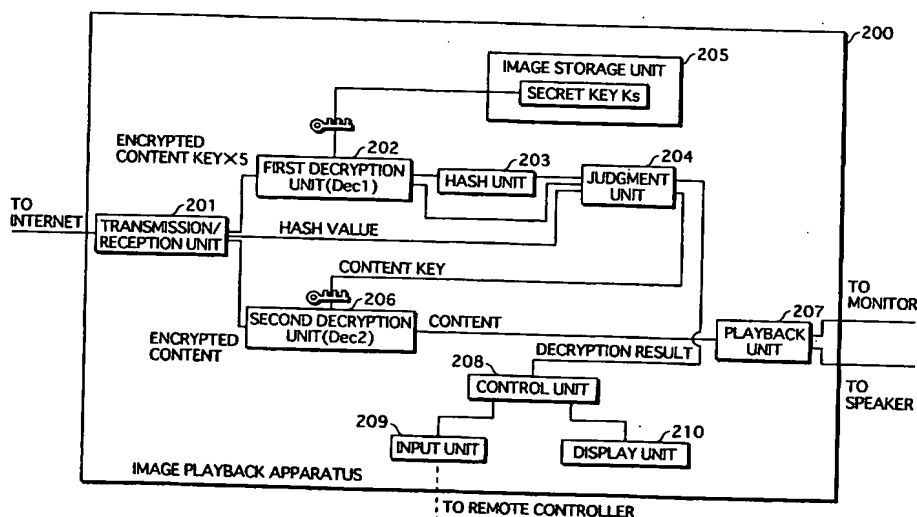 200
205
IMAGE STORAGE UNIT
SECRET KEY Ks
ENCRYPTED
CONTENT KEY×5
202
FIRST DECRYPTION
UNIT(Dec1)
203
HASH UNIT
204
JUDGMENT
UNIT
TO
INTERNET
201
TRANSMISSION/
RECEPTION UNIT
HASH VALUE
CONTENT KEY
206
SECOND DECRYPTION
UNIT(Dec2)
ENCRYPTED
CONTENT
CONTENT
207
PLAYBACK
UNIT
TO
MONITOR
TO
SPEAKER
DECRYPTION RESULT
208
CONTROL UNIT
209
INPUT UNIT
210
DISPLAY UNIT
IMAGE PLAYBACK APPARATUS
TO REMOTE CONTROLLER